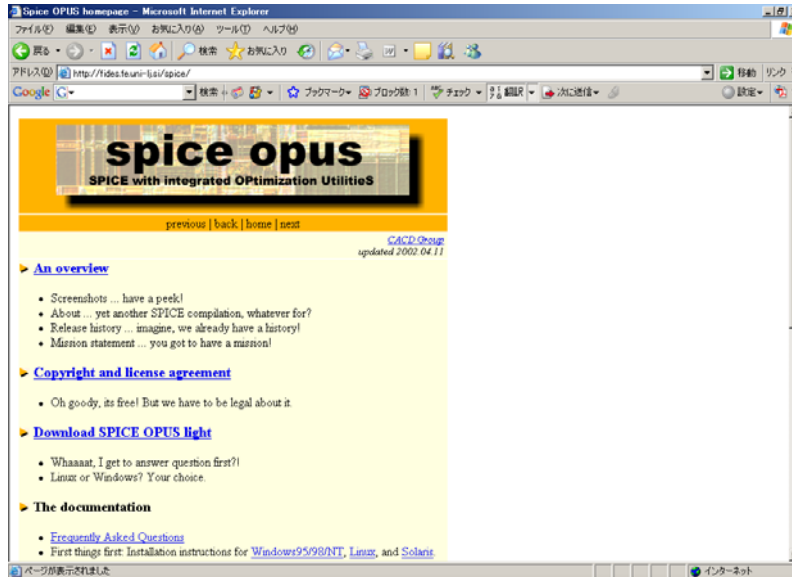 Spice OPUS homepage - Microsoft Internet Explorer
ファイル(F) 編集(E) 表示(V) お気に入り(A) ツール(T) ヘルプ(H)
戻る 検索 お気に入り
アドレス(D) http://fides.fe.uni-lj.si/spice/ 移動 リンク
Google 検索 ブックマーク ブロック数: 1 チェック 翻訳 次に送信 設定
spice opus
SPICE with integrated OPtimization UtilitieS
previous | back | home | next
CACD Group
updated 2002.04.11
An overview
• Screenshots ... have a peek!
• About ... yet another SPICE compilation, whatever for?
• Release history ... imagine, we already have a history!
• Mission statement ... you got to have a mission!
Copyright and license agreement
• Oh goody, its free! But we have to be legal about it.
Download SPICE OPUS light
• Whaaaat, I get to answer question first?!
• Linux or Windows? Your choice.
The documentation
• Frequently Asked Questions
• First things first: Installation instructions for Windows95/98/NT, Linux, and Solaris.
ページが表示されました インターネット